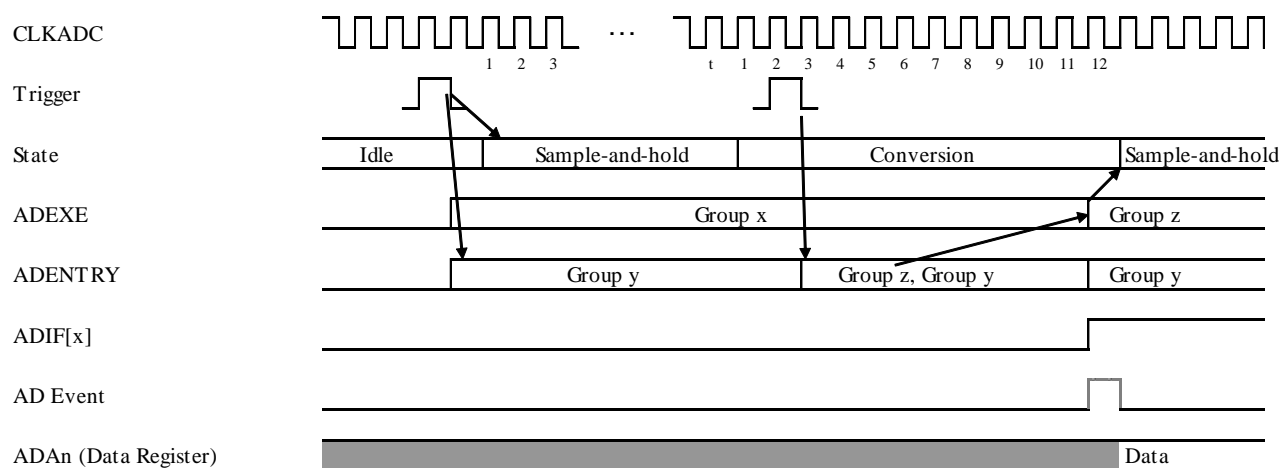 CLKADC
...
1 2 3 t 1 2 3 4 5 6 7 8 9 10 11 12
Trigger
State Idle Sample-and-hold Conversion Sample-and-hold
ADEXE Group x Group z
ADENTRY Group y Group z, Group y Group y
ADIF[x]
AD Event
ADAn (Data Register) Data